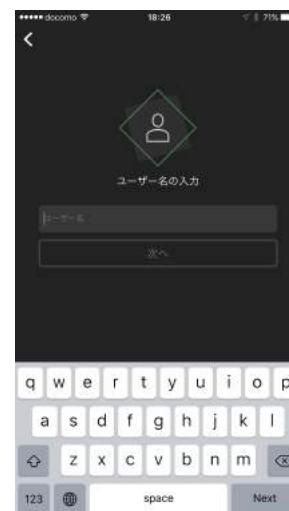 docomo 18:26 71%
ユーザー名の入力
ユーザー名
次へ
q w e r t y u i o p
a s d f g h j k l
z x c v b n m
123 space Next